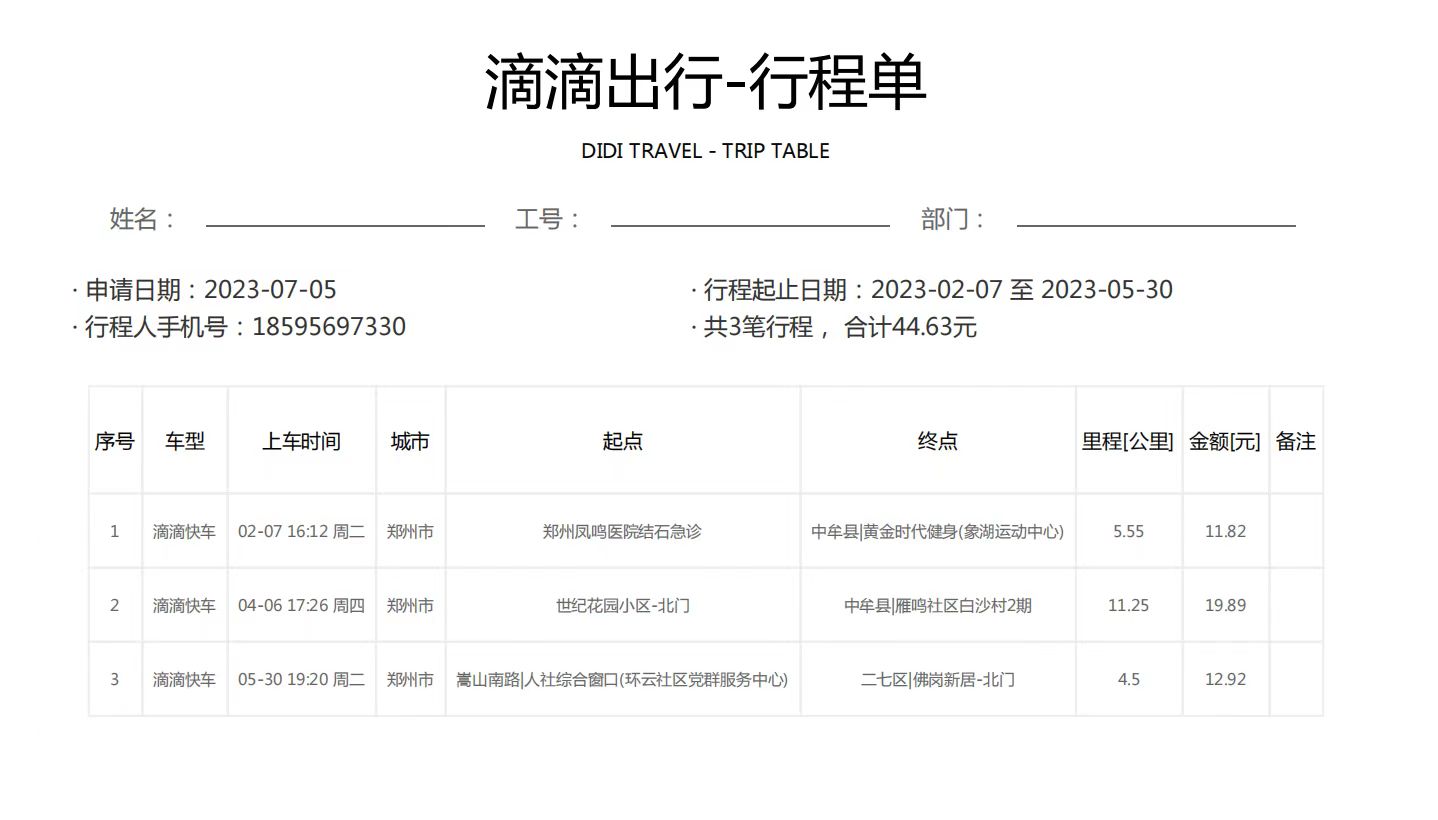 滴滴出行-行程单
DIDI TRAVEL - TRIP TABLE
姓名： 工号： 部门：
· 申请日期：2023-07-05 · 行程起止日期：2023-02-07 至 2023-05-30
· 行程人手机号：18595697330 · 共3笔行程， 合计44.63元
序号 车型 上车时间 城市 起点 终点 里程[公里] 金额[元] 备注
1 滴滴快车 02-07 16:12 周二 郑州市 郑州凤鸣医院结石急诊 中牟县|黄金时代健身(象湖运动中心) 5.55 11.82
2 滴滴快车 04-06 17:26 周四 郑州市 世纪花园小区-北门 中牟县|雁鸣社区白沙村2期 11.25 19.89
3 滴滴快车 05-30 19:20 周二 郑州市 嵩山南路|人社综合窗口(环云社区党群服务中心) 二七区|佛岗新居-北门 4.5 12.92